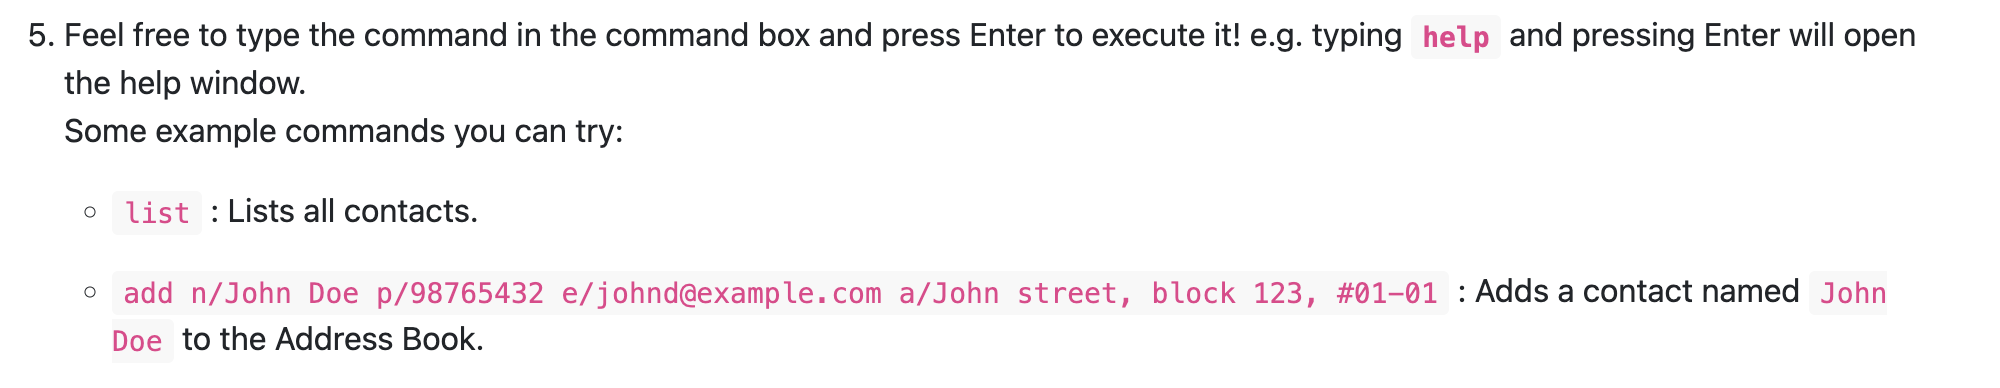 5. Feel free to type the command in the command box and press Enter to execute it! e.g. typing help and pressing Enter will open
the help window.
Some example commands you can try:
○ list : Lists all contacts.
○ add n/John Doe p/98765432 e/johnd@example.com a/John street, block 123, #01-01 : Adds a contact named John
Doe to the Address Book.